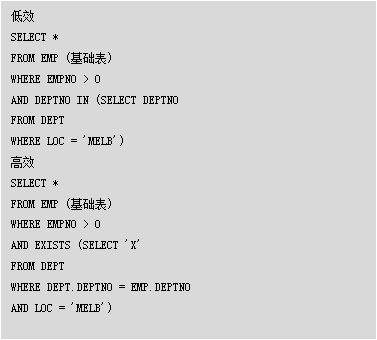 低效
SELECT *
FROM EMP (基础表)
WHERE EMPNO > 0
AND DEPTNO IN (SELECT DEPTNO
FROM DEPT
WHERE LOC = 'MELB')
高效
SELECT *
FROM EMP (基础表)
WHERE EMPNO > 0
AND EXISTS (SELECT 'X'
FROM DEPT
WHERE DEPT.DEPTNO = EMP.DEPTNO
AND LOC = 'MELB')